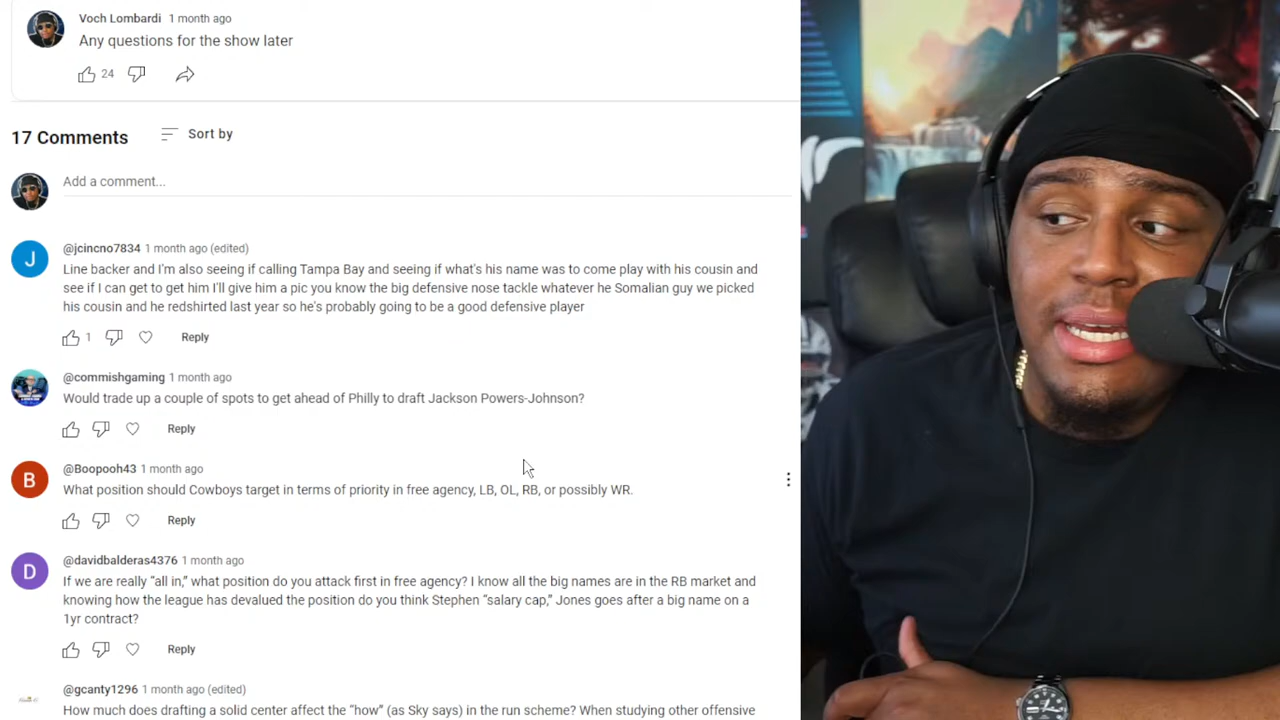 Voch Lombardi 1 month ago
Any questions for the show later
24
17 Comments Sort by
Add a comment...
J
@jcincno7834 1 month ago (edited)
Line backer and I'm also seeing if calling Tampa Bay and seeing if what's his name was to come play with his cousin and
see if I can get to get him I'll give him a pic you know the big defensive nose tackle whatever he Somalian guy we picked
his cousin and he redshirted last year so he's probably going to be a good defensive player
1 Reply
@commishgaming 1 month ago
Would trade up a couple of spots to get ahead of Philly to draft Jackson Powers-Johnson?
Reply
B
@Boopooh43 1 month ago
What position should Cowboys target in terms of priority in free agency, LB, OL, RB, or possibly WR.
Reply
D
@davidbalderas4376 1 month ago
If we are really “all in,” what position do you attack first in free agency? I know all the big names are in the RB market and
knowing how the league has devalued the position do you think Stephen “salary cap,” Jones goes after a big name on a
1yr contract?
Reply
@gcanty1296 1 month ago (edited)
How much does drafting a solid center affect the “how” (as Sky says) in the run scheme? When studying other offensive